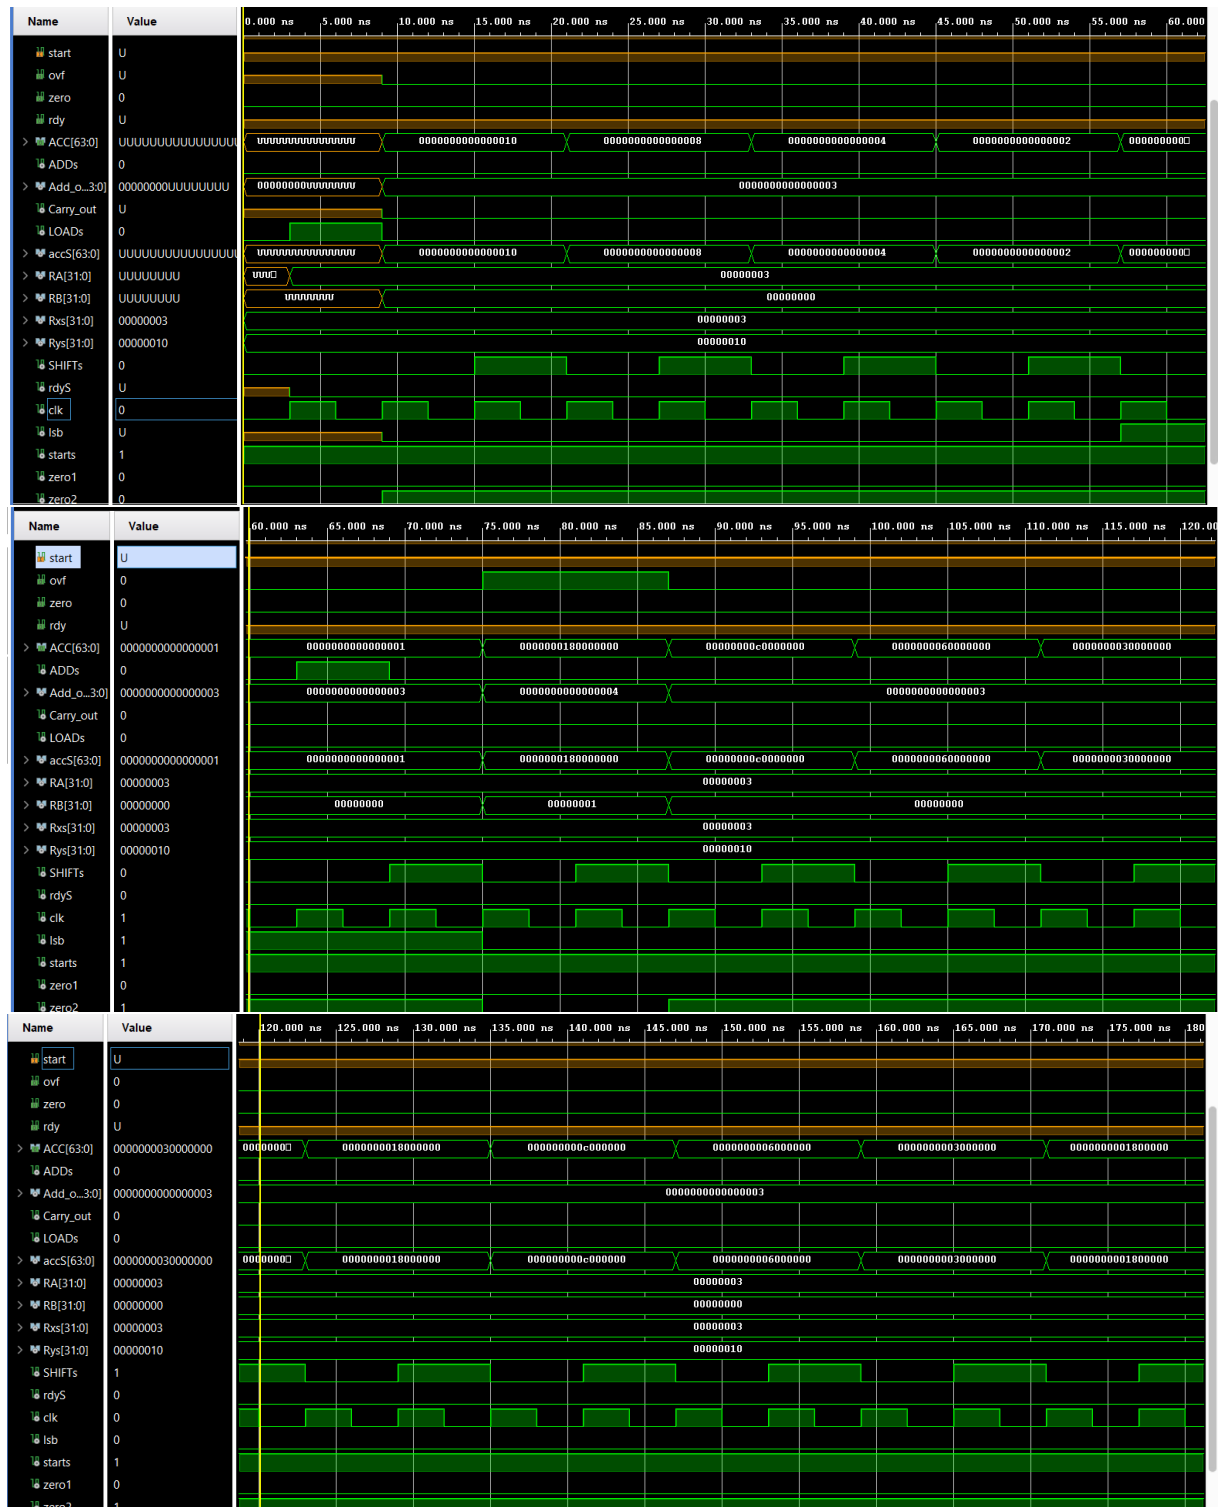 Name Value 0.000 ns 5.000 ns 10.000 ns 15.000 ns 20.000 ns 25.000 ns 30.000 ns 35.000 ns 40.000 ns 45.000 ns 50.000 ns 55.000 ns 60.000
start U
ovf U
zero 0
rdy U
ACC[63:0] UUUUUUUUUUUUUUUU UUUUUUUUUUUUUUUU 0000000000000010 0000000000000008 0000000000000004 0000000000000002 000000000
ADDs 0
Add_o...3:0] 00000000UUUUUUUU 00000000UUUUUUUU 0000000000000003
Carry_out U
LOADs 0
accS[63:0] UUUUUUUUUUUUUUUU UUUUUUUUUUUUUUUU 0000000000000010 0000000000000008 0000000000000004 0000000000000002 000000000
RA[31:0] UUUUUUUU UUU 00000003
RB[31:0] UUUUUUUU UUUUUUUU 00000000
Rxs[31:0] 00000003 00000003
Rys[31:0] 00000010 00000010
SHIFTs 0
rdyS U
clk 0
lsb U
starts 1
zero1 0
zero2 0
Name Value 60.000 ns 65.000 ns 70.000 ns 75.000 ns 80.000 ns 85.000 ns 90.000 ns 95.000 ns 100.000 ns 105.000 ns 110.000 ns 115.000 ns 120.00
start U
ovf 0
zero 0
rdy U
ACC[63:0] 0000000000000001 0000000000000001 0000000180000000 00000000c0000000 0000000060000000 0000000030000000
ADDs 0
Add_o...3:0] 0000000000000003 0000000000000003 0000000000000004 0000000000000003
Carry_out 0
LOADs 0
accS[63:0] 0000000000000001 0000000000000001 0000000180000000 00000000c0000000 0000000060000000 0000000030000000
RA[31:0] 00000003 00000003
RB[31:0] 00000000 00000000 00000001 00000000
Rxs[31:0] 00000003 00000003
Rys[31:0] 00000010 00000010
SHIFTs 0
rdyS 0
clk 1
lsb 1
starts 1
zero1 0
zero2 1
Name Value 120.000 ns 125.000 ns 130.000 ns 135.000 ns 140.000 ns 145.000 ns 150.000 ns 155.000 ns 160.000 ns 165.000 ns 170.000 ns 175.000 ns 180
start U
ovf 0
zero 0
rdy U
ACC[63:0] 0000000030000000 0000000 0000000018000000 000000000c000000 0000000006000000 0000000003000000 0000000001800000
ADDs 0
Add_o...3:0] 0000000000000003 0000000000000003
Carry_out 0
LOADs 0
accS[63:0] 0000000030000000 0000000 0000000018000000 000000000c000000 0000000006000000 0000000003000000 0000000001800000
RA[31:0] 00000003 00000003
RB[31:0] 00000000 00000000
Rxs[31:0] 00000003 00000003
Rys[31:0] 00000010 00000010
SHIFTs 1
rdyS 0
clk 0
lsb 0
starts 1
zero1 0